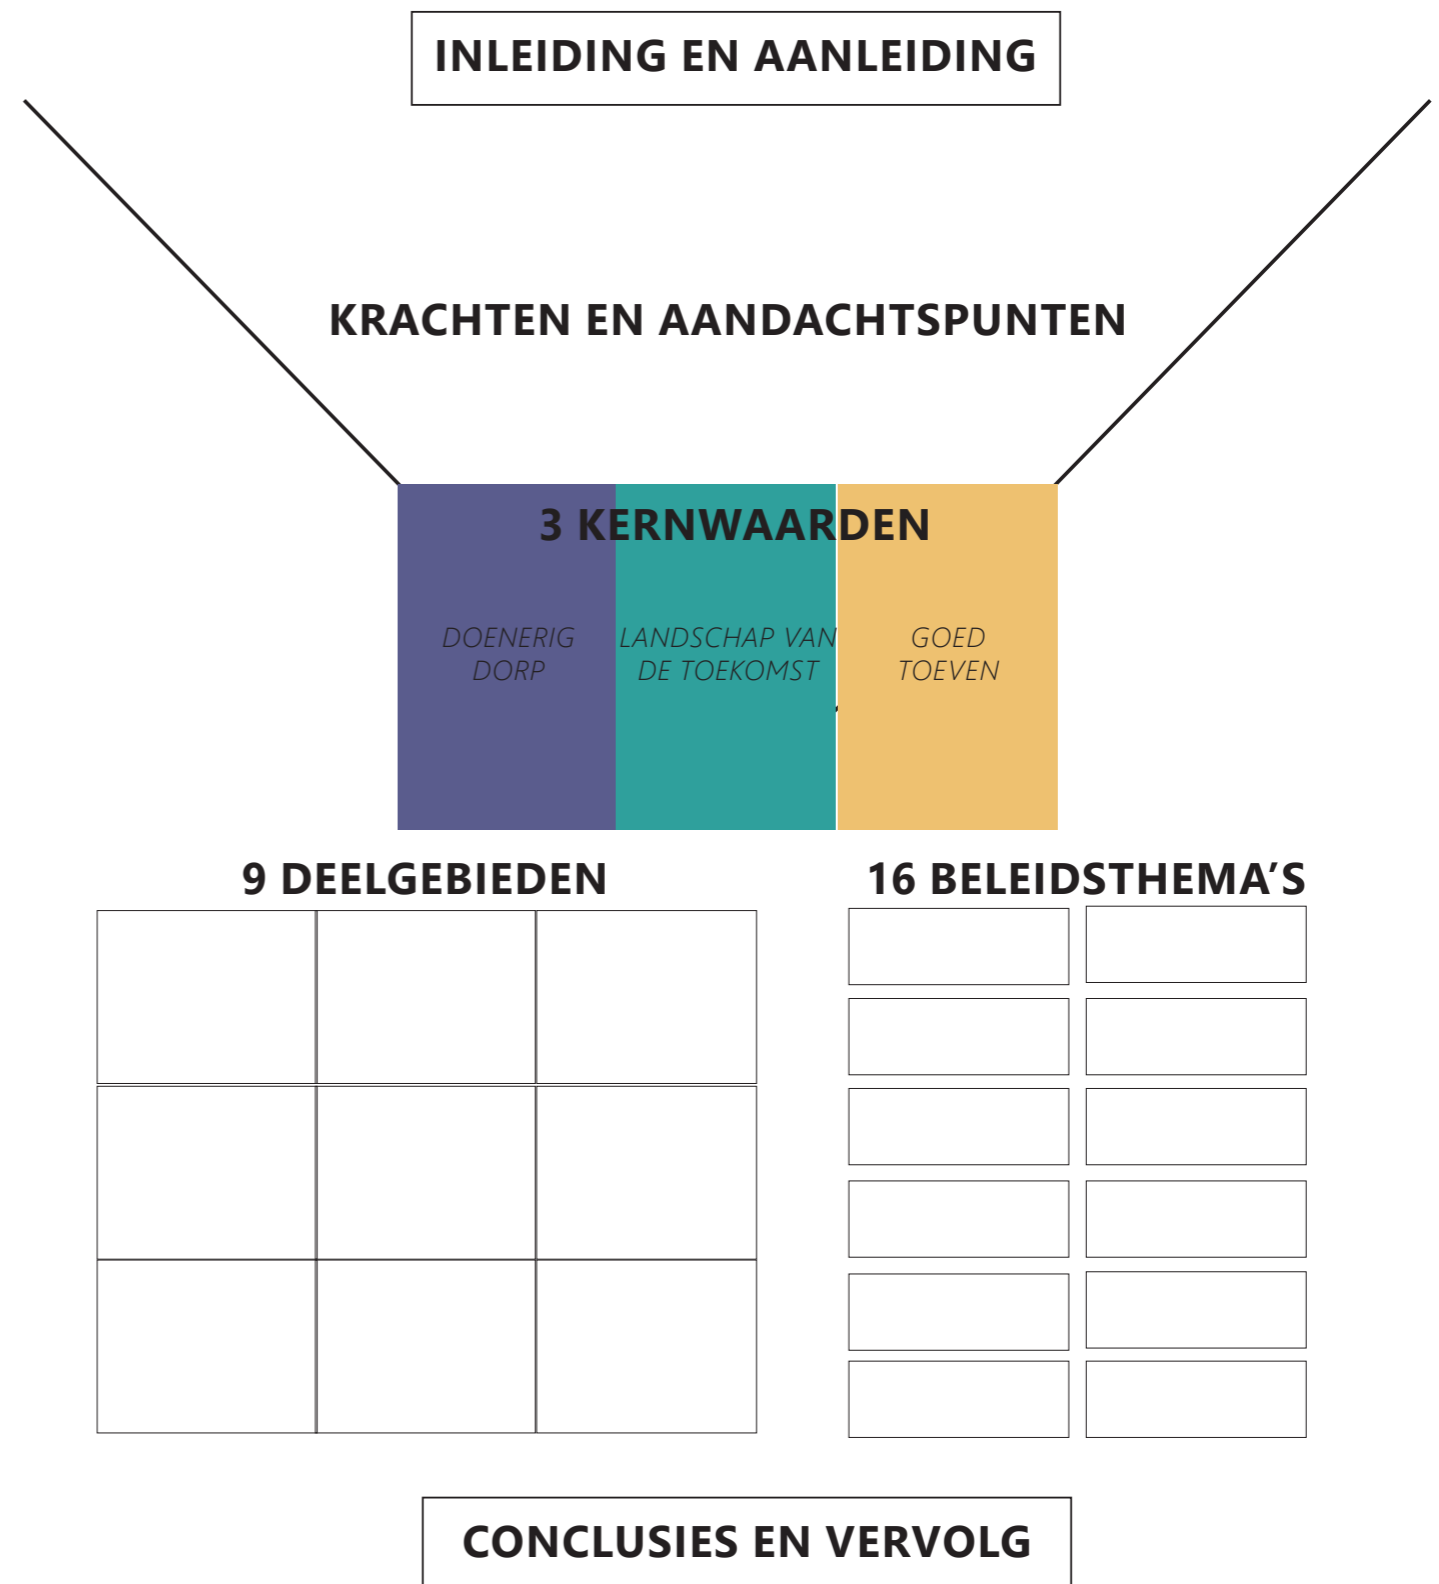 INLEIDING EN AANLEIDING
KRACHTEN EN AANDACHTSPUNTEN
3 KERNWAARDEN
DOENERIG
DORP
LANDSCHAP VAN
DE TOEKOMST
GOED
TOEVEN
9 DEELGEBIEDEN
16 BELEIDSTHEMA’S
CONCLUSIES EN VERVOLG